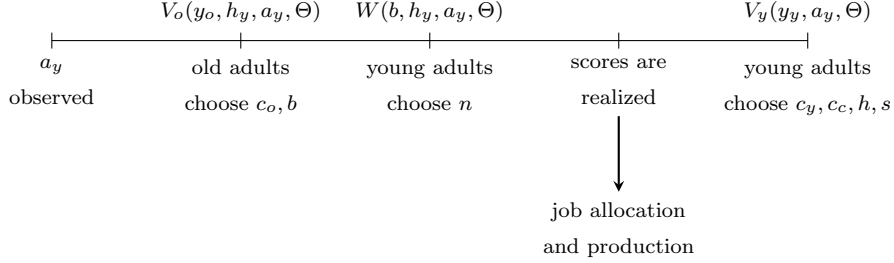 V_o(y_o, h_y, a_y, Θ) W(b, h_y, a_y, Θ) V_y(y_y, a_y, Θ)
a_y old adults young adults scores are young adults
observed choose c_o, b choose n realized choose c_y, c_c, h, s
job allocation
and production